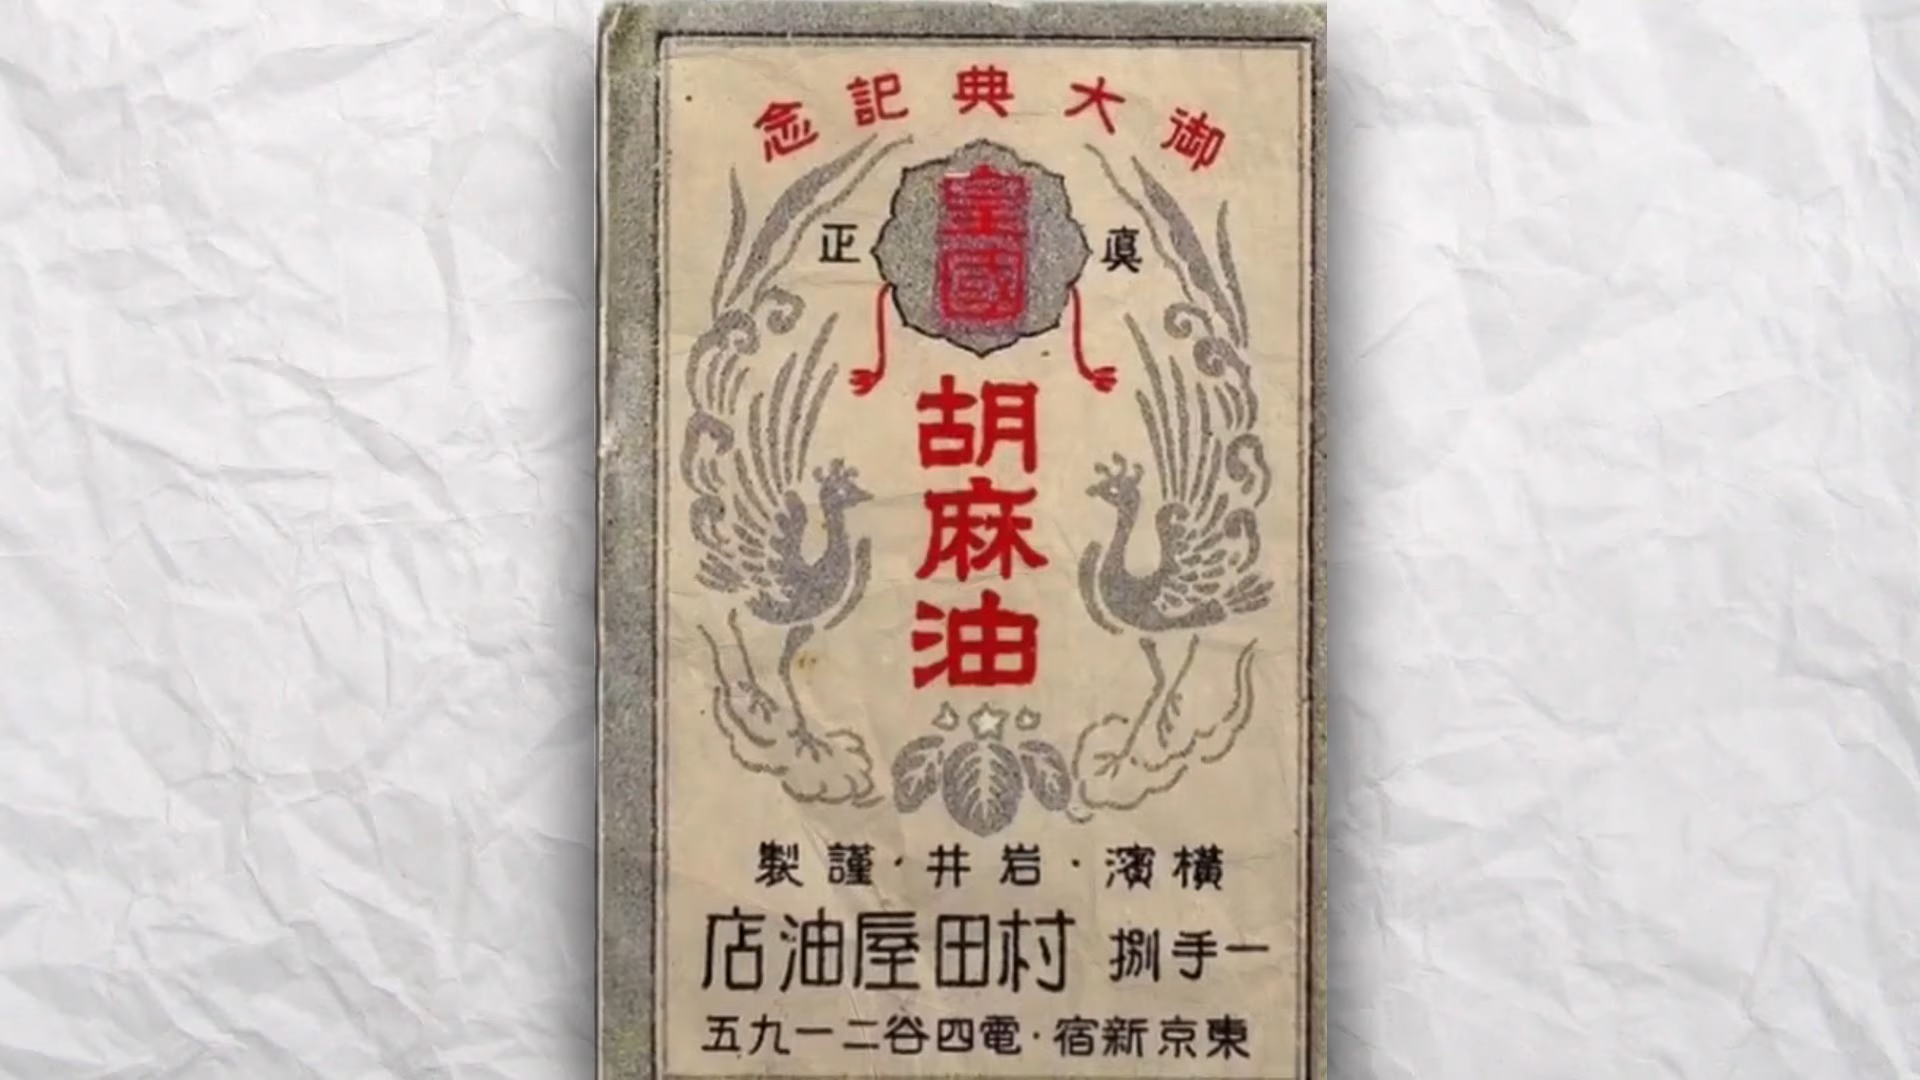 御大典記念
眞正
皇國
胡麻油
横濱・岩井・謹製
一手捌 村田屋油店
東京新宿・電四谷二一九五